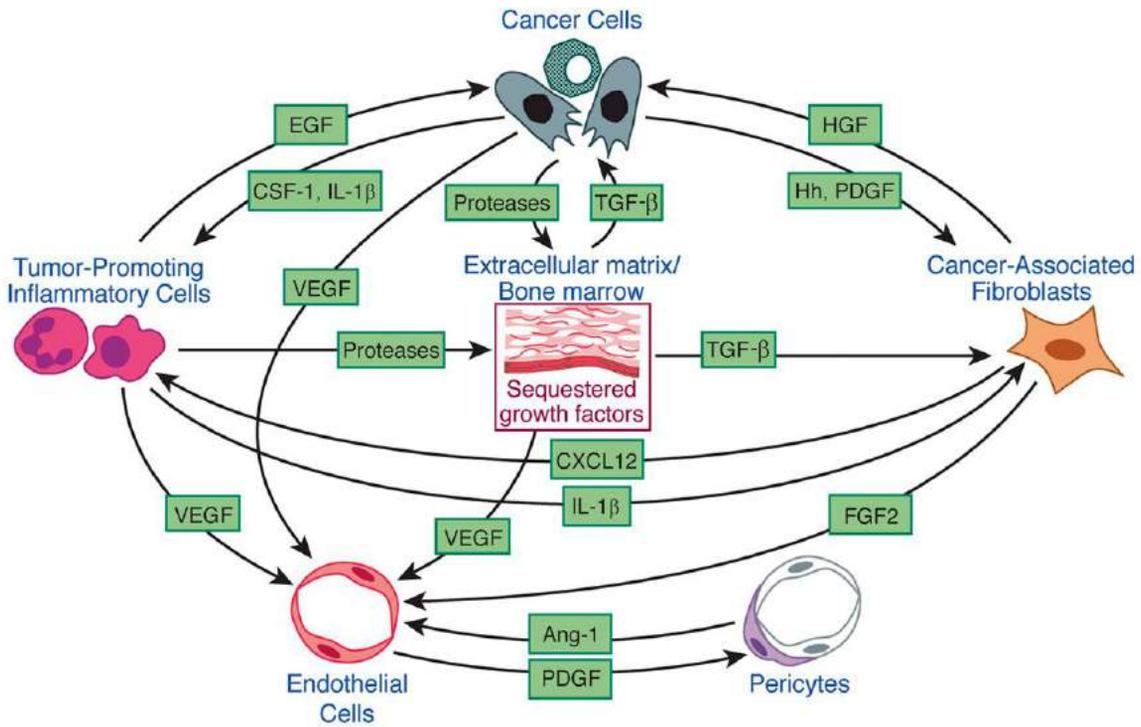 Cancer Cells
EGF
HGF
CSF-1, IL-1β
Hh, PDGF
Proteases
TGF-β
Tumor-Promoting
Inflammatory Cells
VEGF
Extracellular matrix/
Bone marrow
Cancer-Associated
Fibroblasts
Proteases
TGF-β
Sequestered
growth factors
CXCL12
IL-1β
VEGF
VEGF
FGF2
Ang-1
PDGF
Endothelial
Cells
Pericytes